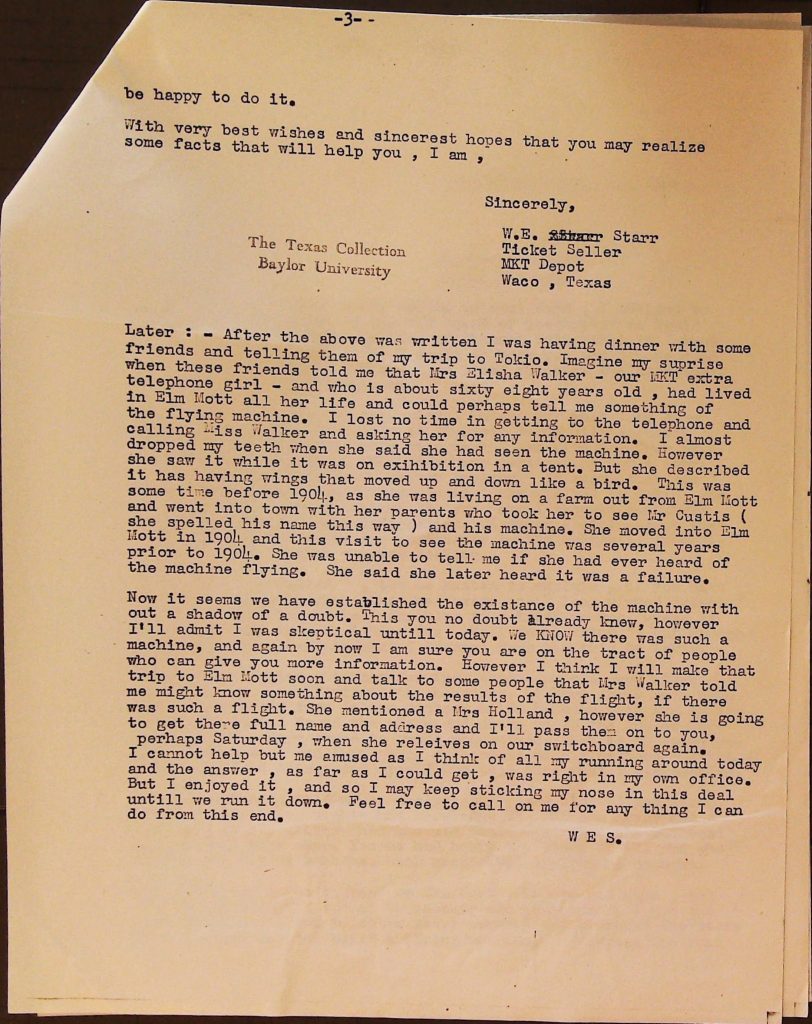 -3- -
be happy to do it.
With very best wishes and sincerest hopes that you may realize
some facts that will help you , I am ,
Sincerely,
W.E. Starr
Ticket Seller
MKT Depot
Waco , Texas
The Texas Collection
Baylor University
Later : - After the above was written I was having dinner with some
friends and telling them of my trip to Tokio. Imagine my suprise
when these friends told me that Mrs Elisha Walker - our MKT extra
telephone girl - and who is about sixty eight years old , had lived
in Elm Mott all her life and could perhaps tell me something of
the flying machine. I lost no time in getting to the telephone and
calling Miss Walker and asking her for any information. I almost
dropped my teeth when she said she had seen the machine. However
she saw it while it was on exihibition in a tent. But she described
it has having wings that moved up and down like a bird. This was
some time before 1904, as she was living on a farm out from Elm Mott
and went into town with her parents who took her to see Mr Custis (
she spelled his name this way ) and his machine. She moved into Elm
Mott in 1904 and this visit to see the machine was several years
prior to 1904. She was unable to tell me if she had ever heard of
the machine flying. She said she later heard it was a failure.
Now it seems we have established the existance of the machine with
out a shadow of a doubt. This you no doubt already knew, however
I'll admit I was skeptical untill today. We KNOW there was such a
machine, and again by now I am sure you are on the tract of people
who can give you more information. However I think I will make that
trip to Elm Mott soon and talk to some people that Mrs Walker told
me might know something about the results of the flight, if there
was such a flight. She mentioned a Mrs Holland , however she is going
to get there full name and address and I'll pass them on to you,
perhaps Saturday , when she releives on our switchboard again.
I cannot help but me amused as I think of all my running around today
and the answer , as far as I could get , was right in my own office.
But I enjoyed it , and so I may keep sticking my nose in this deal
untill we run it down. Feel free to call on me for any thing I can
do from this end.
W E S.